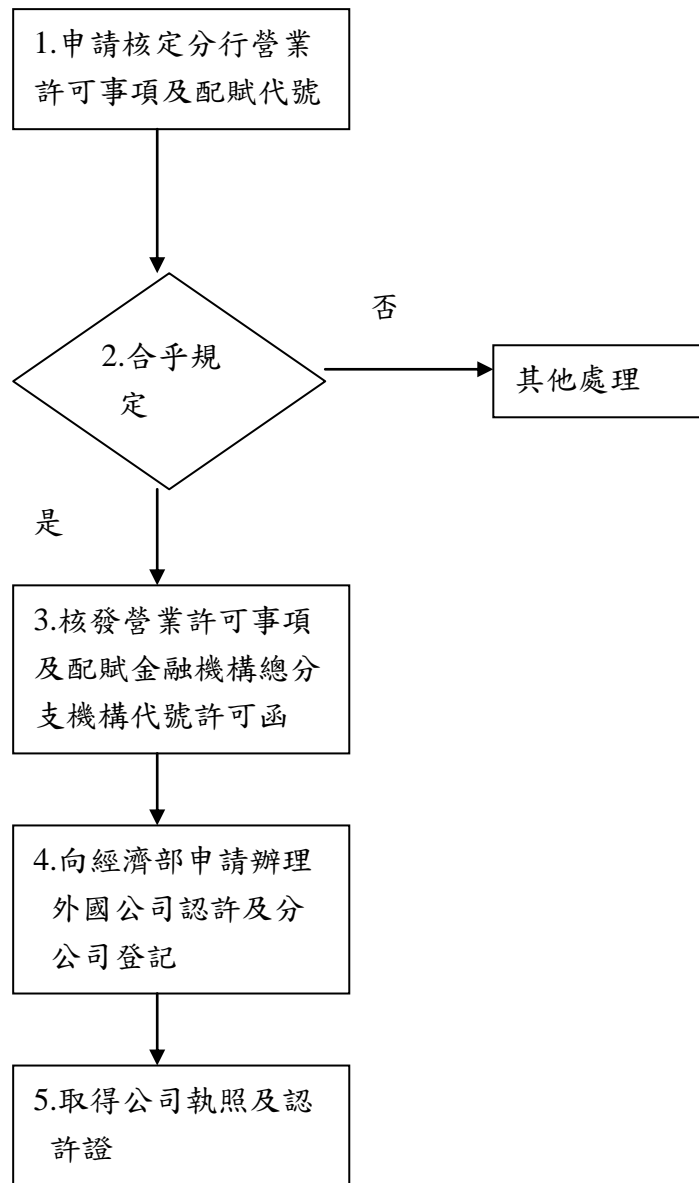 1.申請核定分行營業
許可事項及配賦代號
否
2.合乎規
定
其他處理
是
3.核發營業許可事項
及配賦金融機構總分
支機構代號許可函
4.向經濟部申請辦理
外國公司認許及分
公司登記
5.取得公司執照及認
許證